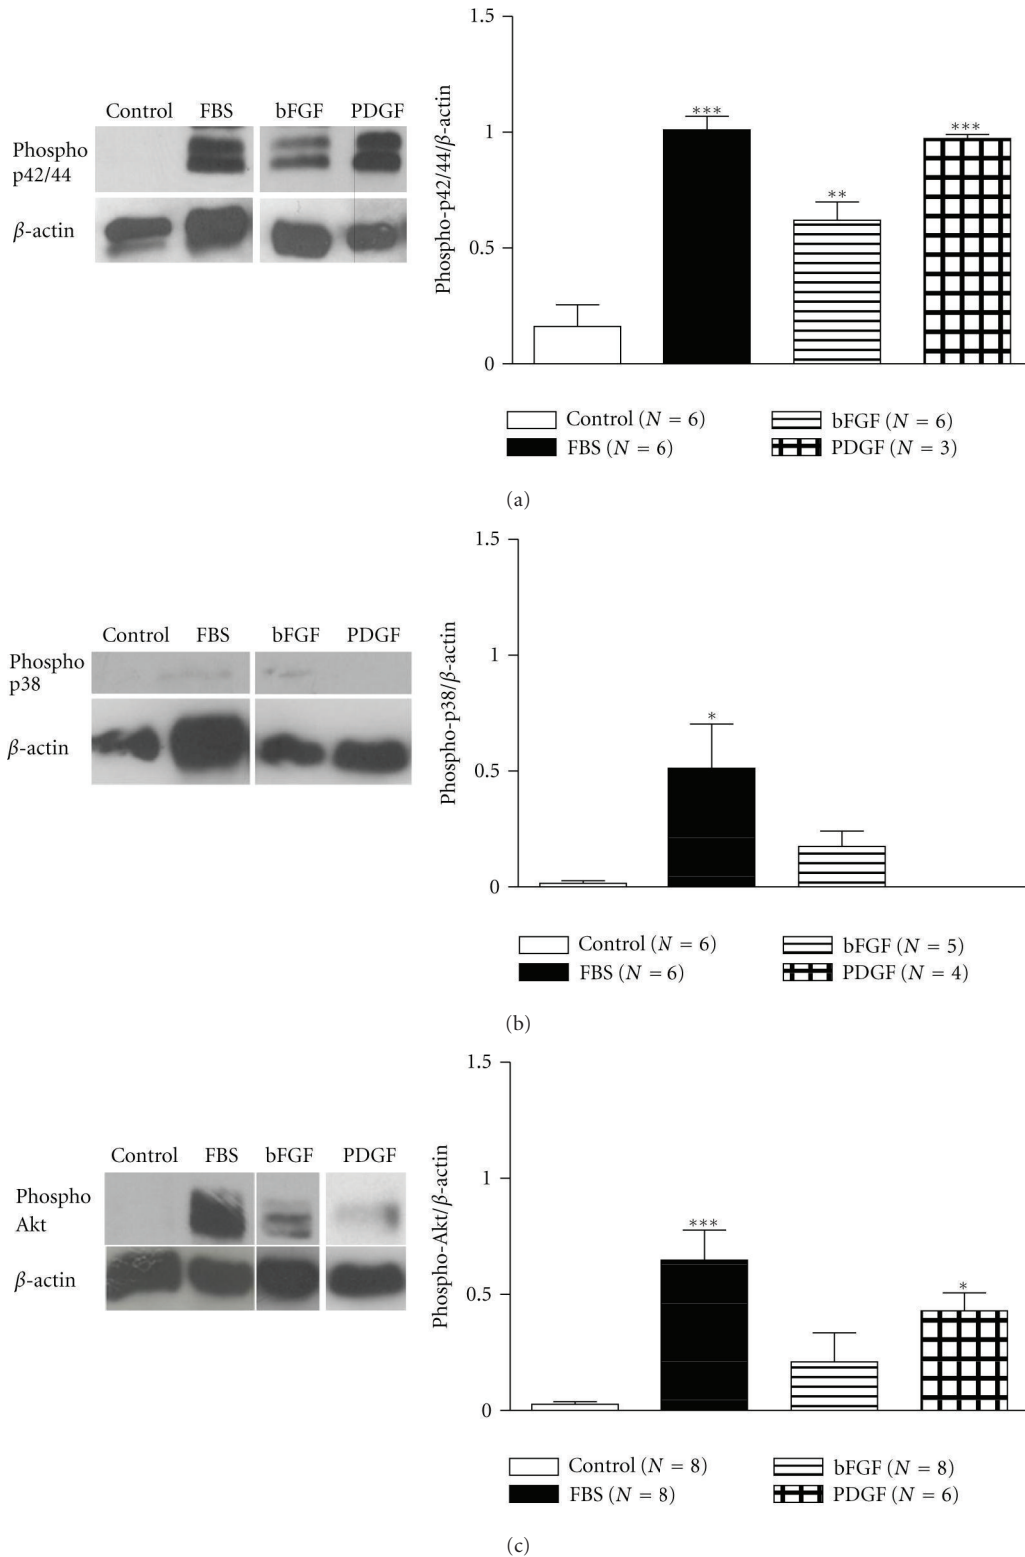 Control FBS bFGF PDGF
Phospho
p42/44
β-actin
Phospho-p42/44/β-actin
1.5
1
0.5
0
***
**
***
Control (N = 6)
FBS (N = 6)
bFGF (N = 6)
PDGF (N = 3)
(a)
Control FBS bFGF PDGF
Phospho
p38
β-actin
Phospho-p38/β-actin
1.5
1
0.5
0
*
Control (N = 6)
FBS (N = 6)
bFGF (N = 5)
PDGF (N = 4)
(b)
Control FBS bFGF PDGF
Phospho
Akt
β-actin
Phospho-Akt/β-actin
1.5
1
0.5
0
***
*
Control (N = 8)
FBS (N = 8)
bFGF (N = 8)
PDGF (N = 6)
(c)